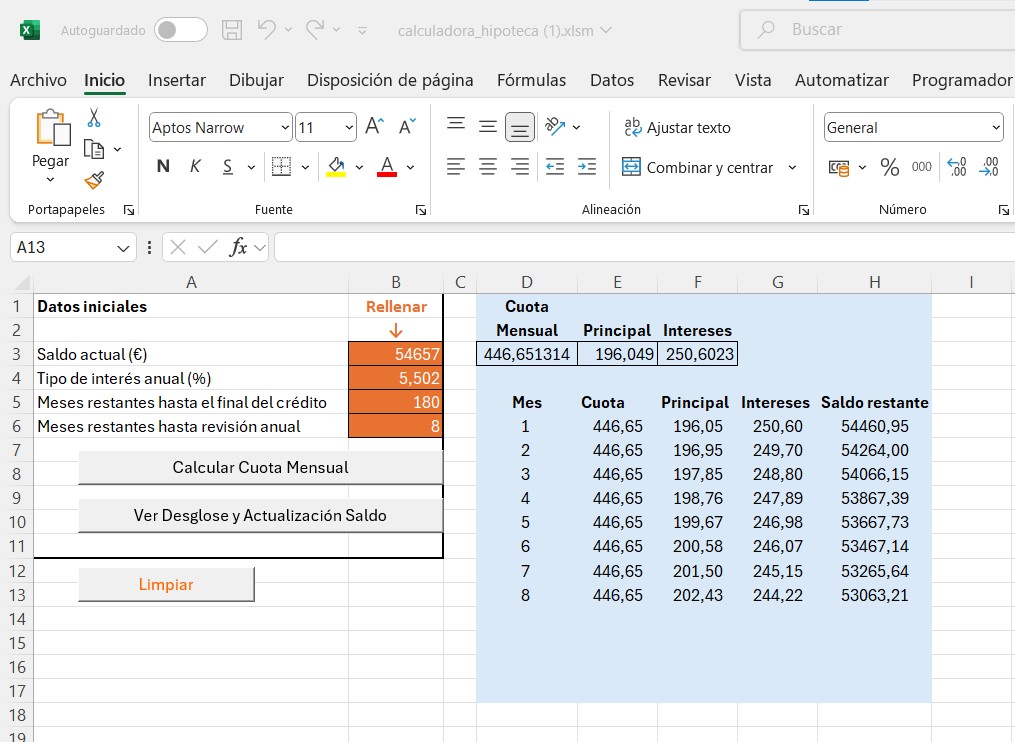 Autoguardado calculadora_hipoteca (1).xlsm Buscar
Archivo Inicio Insertar Dibujar Disposición de página Fórmulas Datos Revisar Vista Automatizar Programador
Pegar
Portapapeles
Aptos Narrow 11 A^ A˅
N K S A
Fuente
ab Ajustar texto
Combinar y centrar
Alineación
General
% 000 ,00 ,00
Número
A13 fx
A B C D E F G H I
1 Datos iniciales Rellenar Cuota
2 ↓ Mensual Principal Intereses
3 Saldo actual (€) 54657 446,651314 196,049 250,6023
4 Tipo de interés anual (%) 5,502
5 Meses restantes hasta el final del crédito 180 Mes Cuota Principal Intereses Saldo restante
6 Meses restantes hasta revisión anual 8 1 446,65 196,05 250,60 54460,95
7 2 446,65 196,95 249,70 54264,00
Calcular Cuota Mensual
8 3 446,65 197,85 248,80 54066,15
9 4 446,65 198,76 247,89 53867,39
10 Ver Desglose y Actualización Saldo 5 446,65 199,67 246,98 53667,73
11 6 446,65 200,58 246,07 53467,14
12 7 446,65 201,50 245,15 53265,64
Limpiar
13 8 446,65 202,43 244,22 53063,21
14
15
16
17
18
19